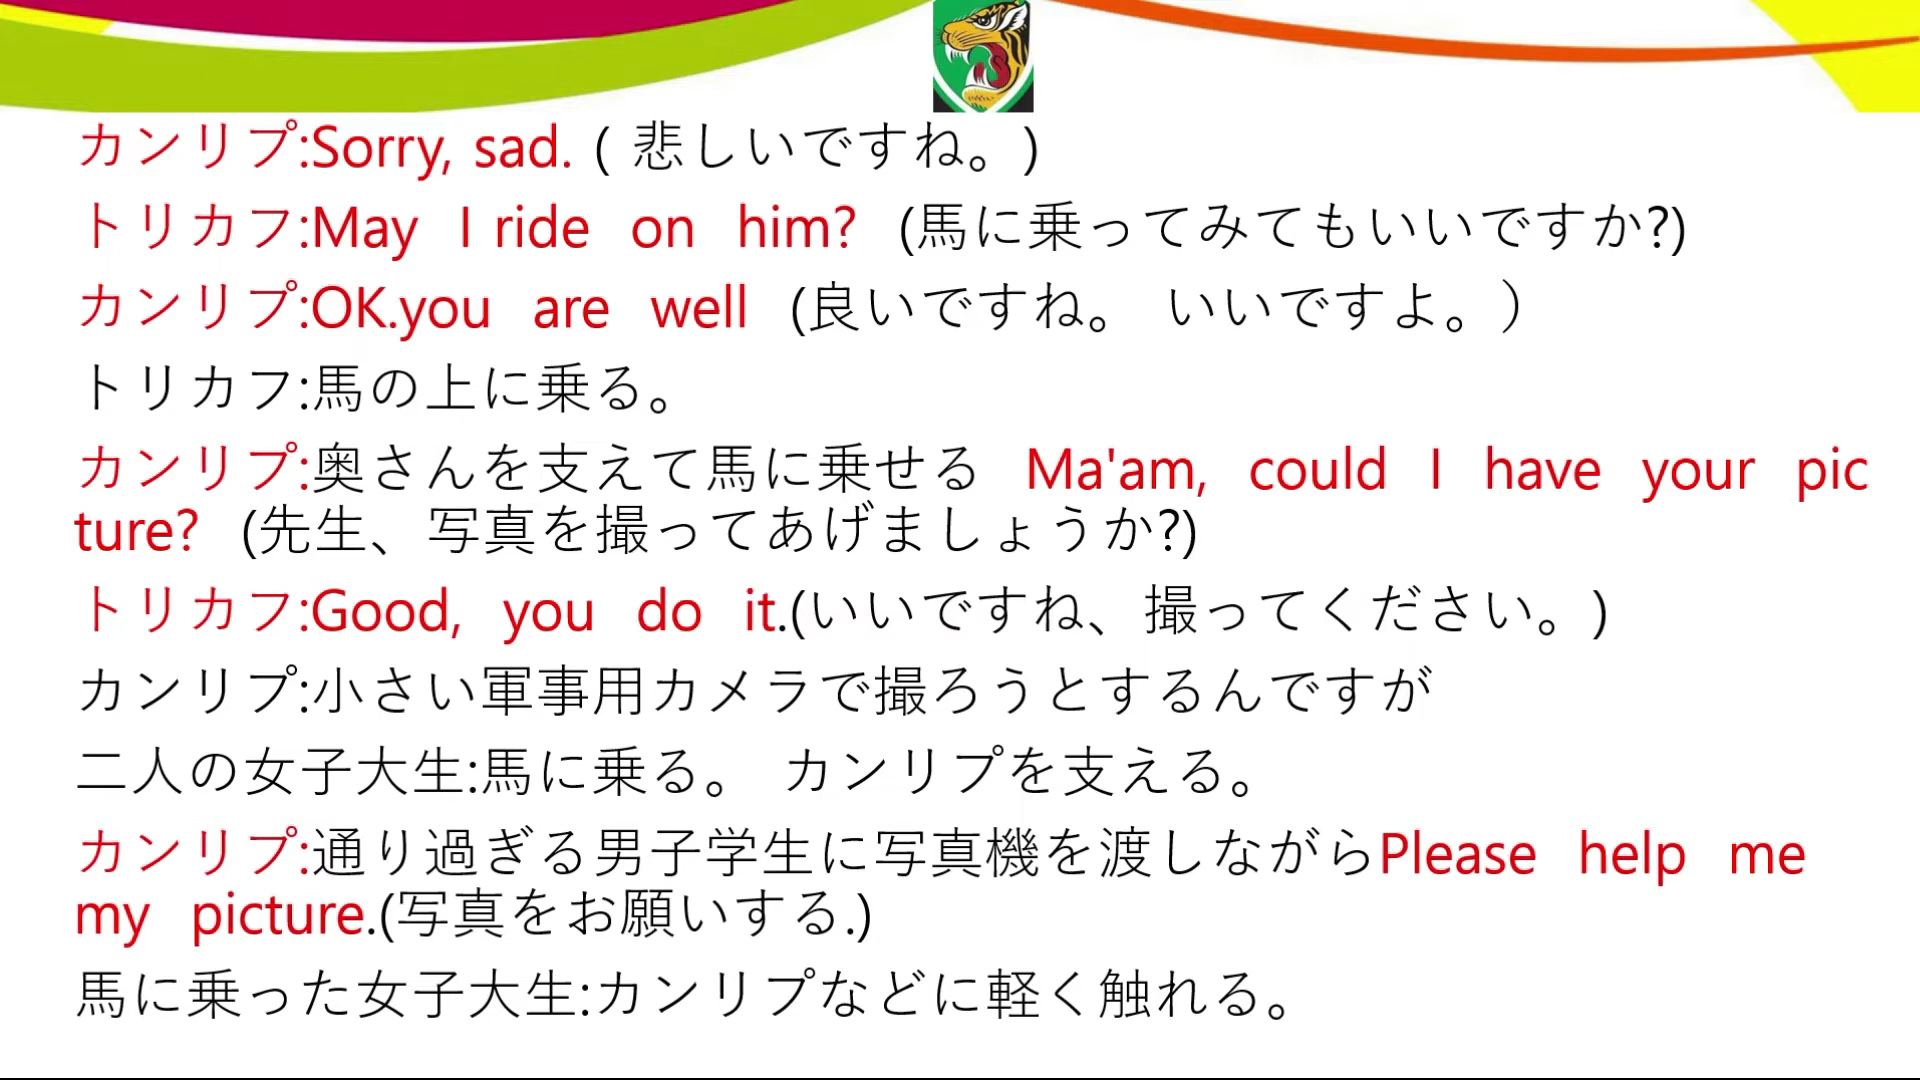 カンリプ:Sorry, sad. ( 悲しいですね。)
トリカフ:May I ride on him? (馬に乗ってみてもいいですか?)
カンリプ:OK.you are well (良いですね。 いいですよ。）
トリカフ:馬の上に乗る。
カンリプ:奥さんを支えて馬に乗せる Ma'am, could I have your pic
ture? (先生、写真を撮ってあげましょうか?)
トリカフ:Good, you do it.(いいですね、撮ってください。)
カンリプ:小さい軍事用カメラで撮ろうとするんですが
二人の女子大生:馬に乗る。 カンリプを支える。
カンリプ:通り過ぎる男子学生に写真機を渡しながらPlease help me
my picture.(写真をお願いする.)
馬に乗った女子大生:カンリプなどに軽く触れる。